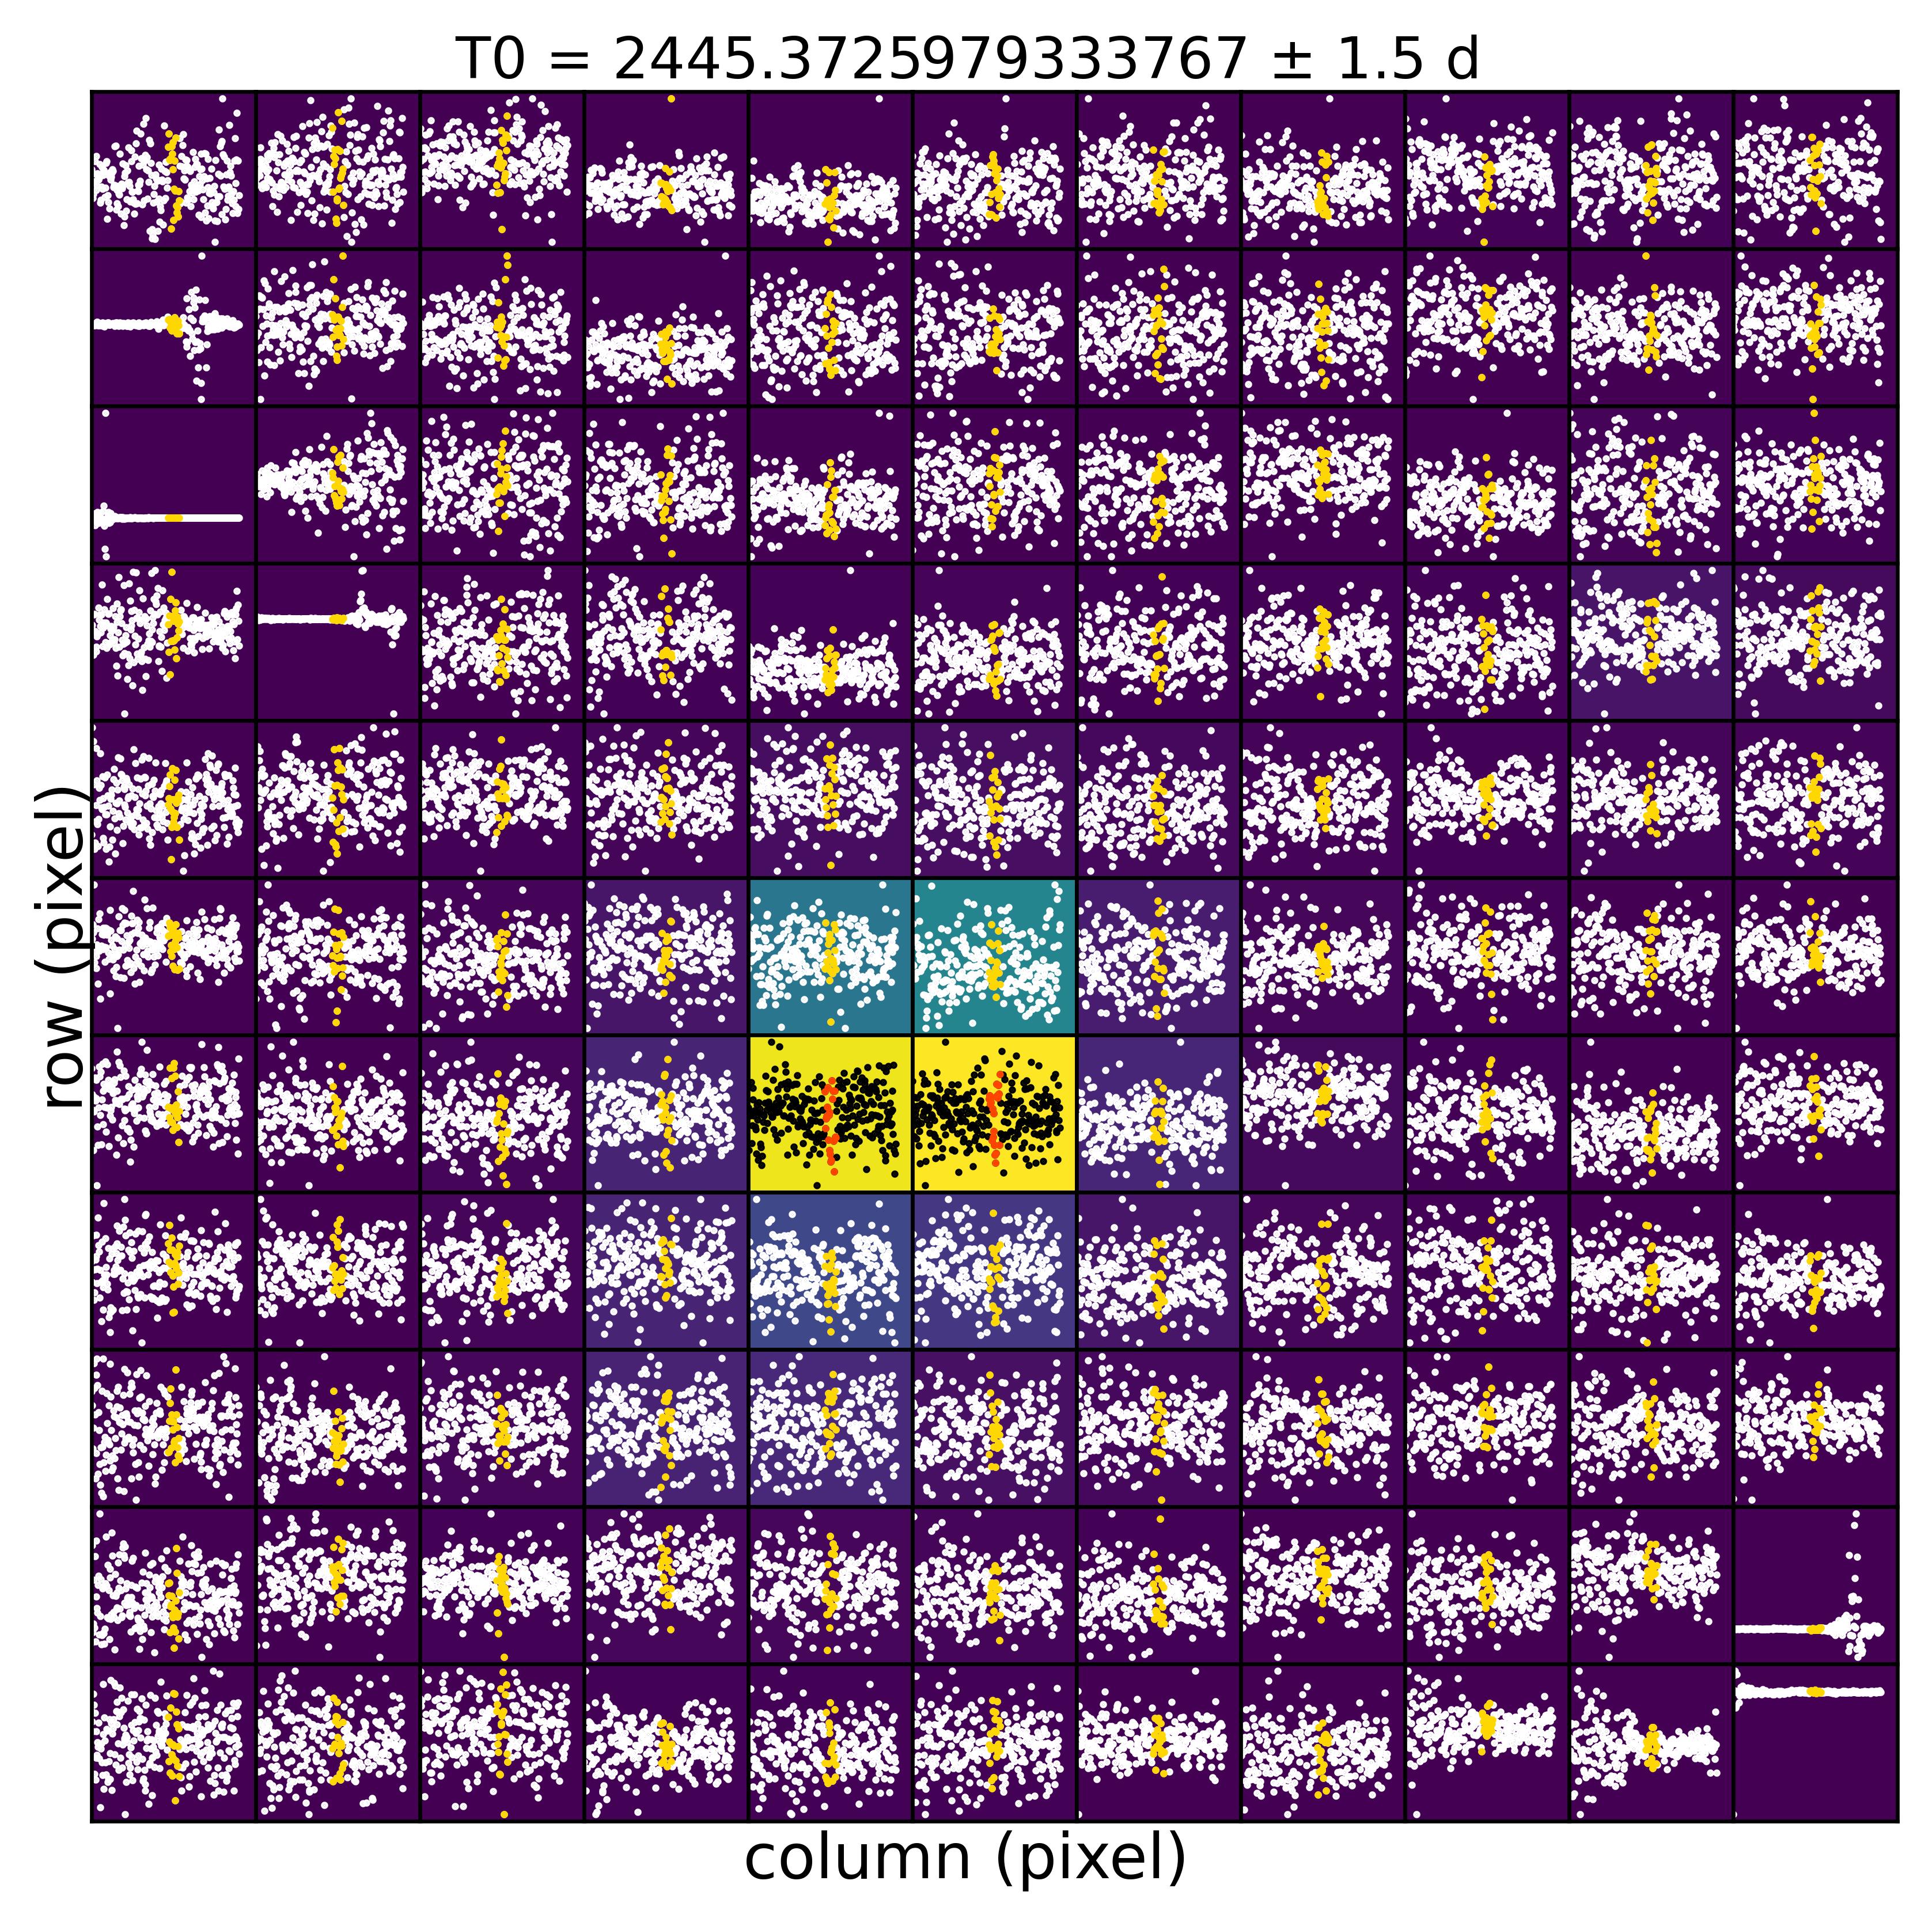 T0 = 2445.3725979333767 ± 1.5 d
row (pixel)
column (pixel)